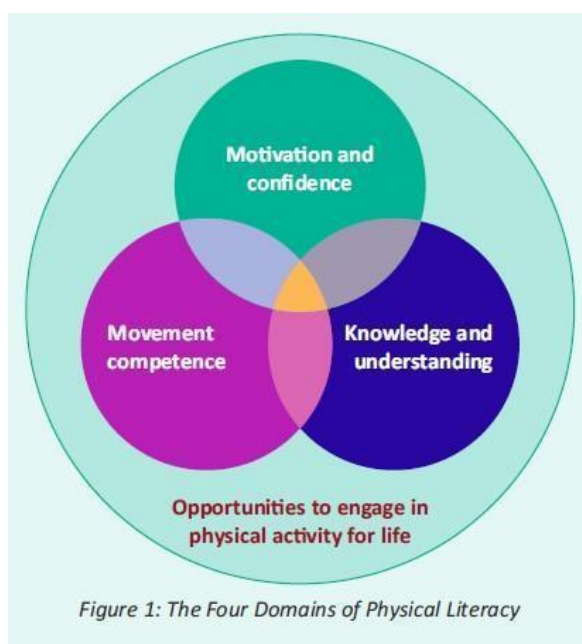 Motivation and
confidence
Movement
competence
Knowledge and
understanding
Opportunities to engage in
physical activity for life
Figure 1: The Four Domains of Physical Literacy